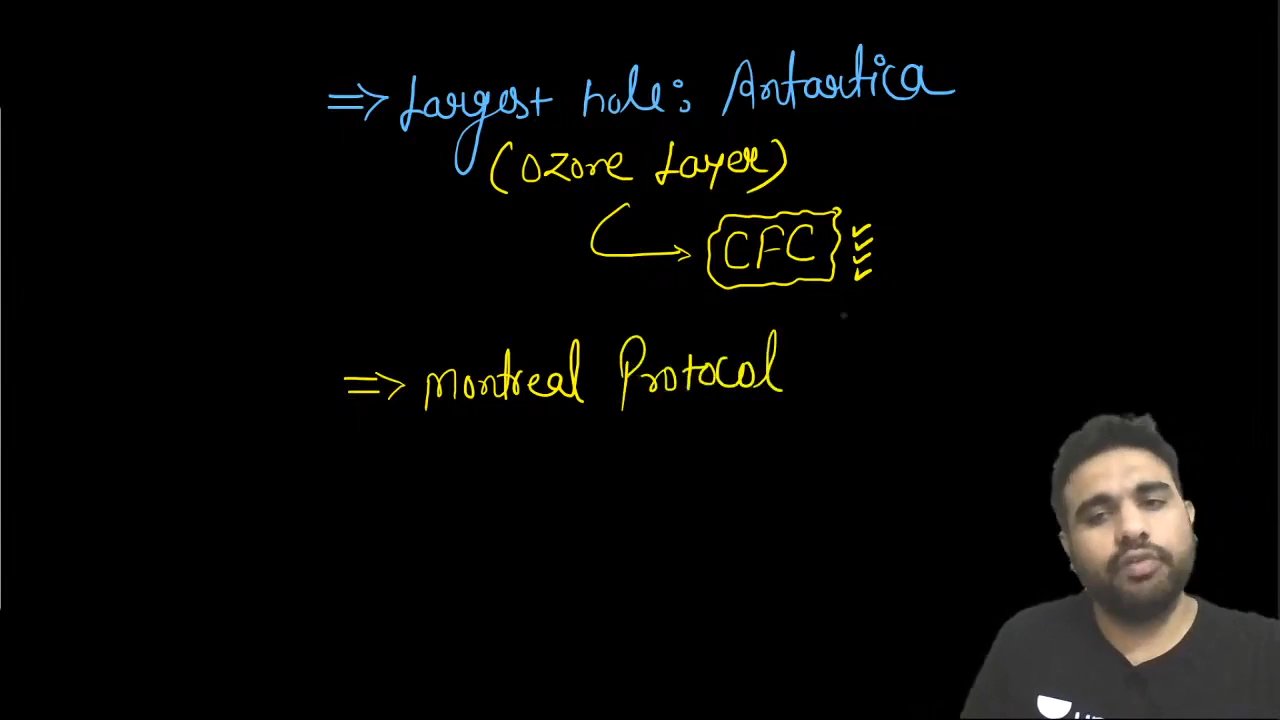 => Largest hole: Antartica
(Ozone Layer)
CFC
=> Montreal Protocol